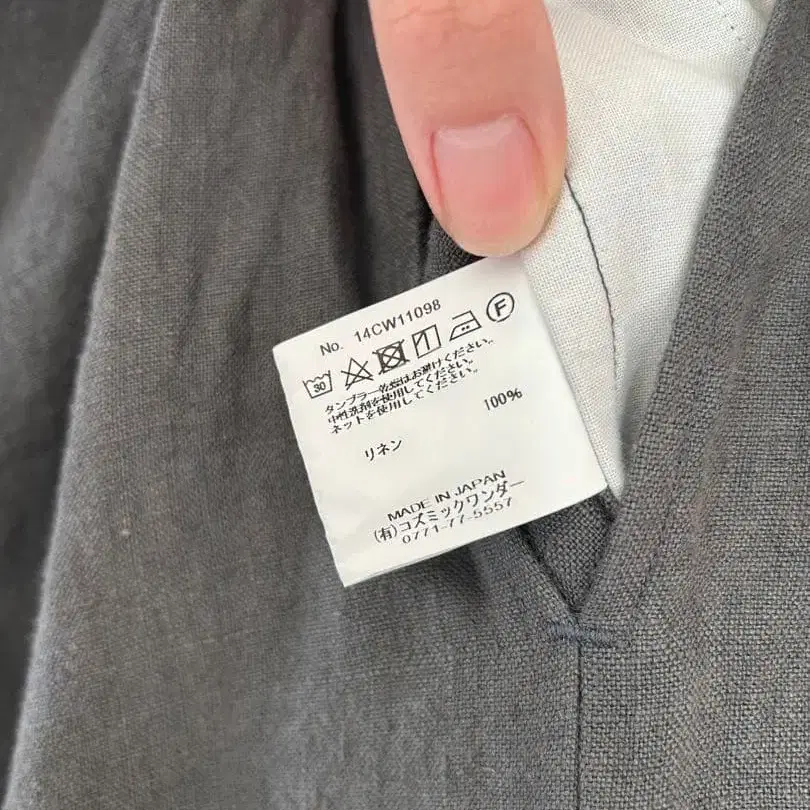 No. 14CW11098
30 F
タンブラー乾燥はお避けください。
中性洗剤を使用してください。
ネットを使用してください。
リネン 100%
MADE IN JAPAN
(有)コズミックワンダー
0771-77-5557